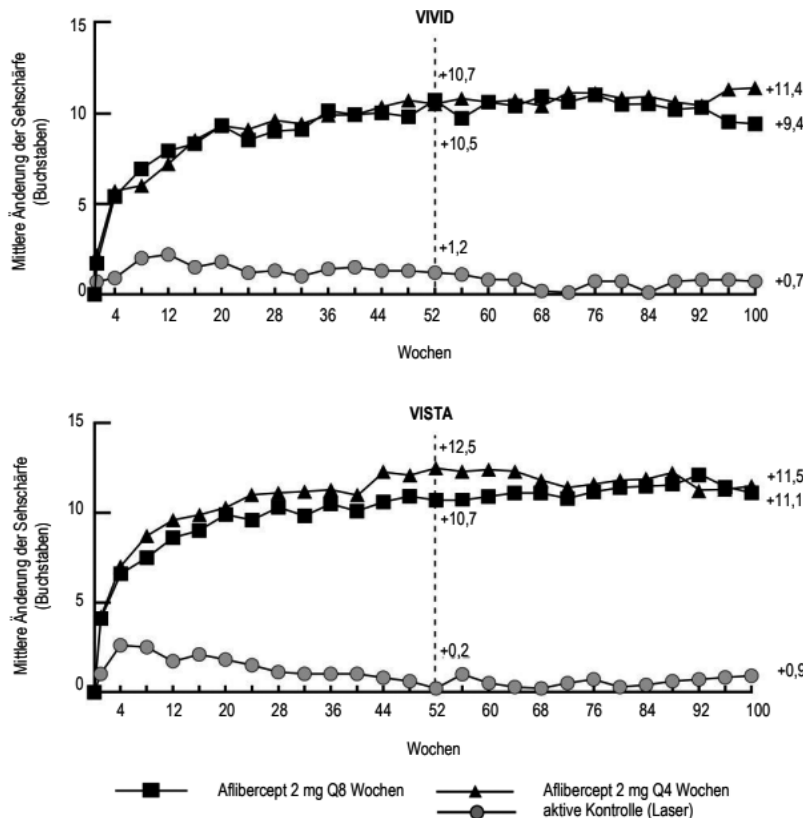 VIVID
Mittlere Änderung der Sehschärfe
(Buchstaben)
15
10
5
0
+10,7
+10,5
+1,2
+11,4
+9,4
+0,7
4 12 20 28 36 44 52 60 68 76 84 92 100
Wochen
VISTA
Mittlere Änderung der Sehschärfe
(Buchstaben)
15
10
5
0
+12,5
+10,7
+0,2
+11,5
+11,1
+0,9
4 12 20 28 36 44 52 60 68 76 84 92 100
Wochen
Aflibercept 2 mg Q8 Wochen
Aflibercept 2 mg Q4 Wochen
aktive Kontrolle (Laser)